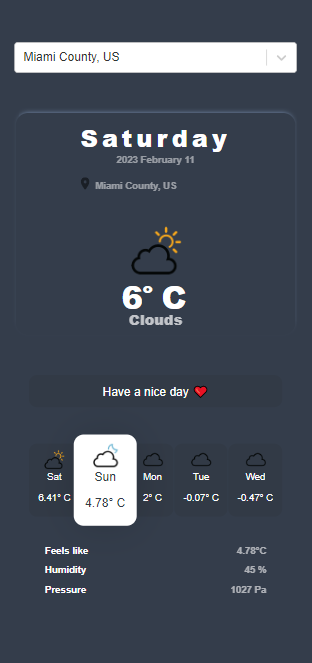 Miami County, US
Saturday
2023 February 11
Miami County, US
6° C
Clouds
Have a nice day
Sat Sun Mon Tue Wed
6.41° C 4.78° C 2° C -0.07° C -0.47° C
Feels like 4.78°C
Humidity 45 %
Pressure 1027 Pa